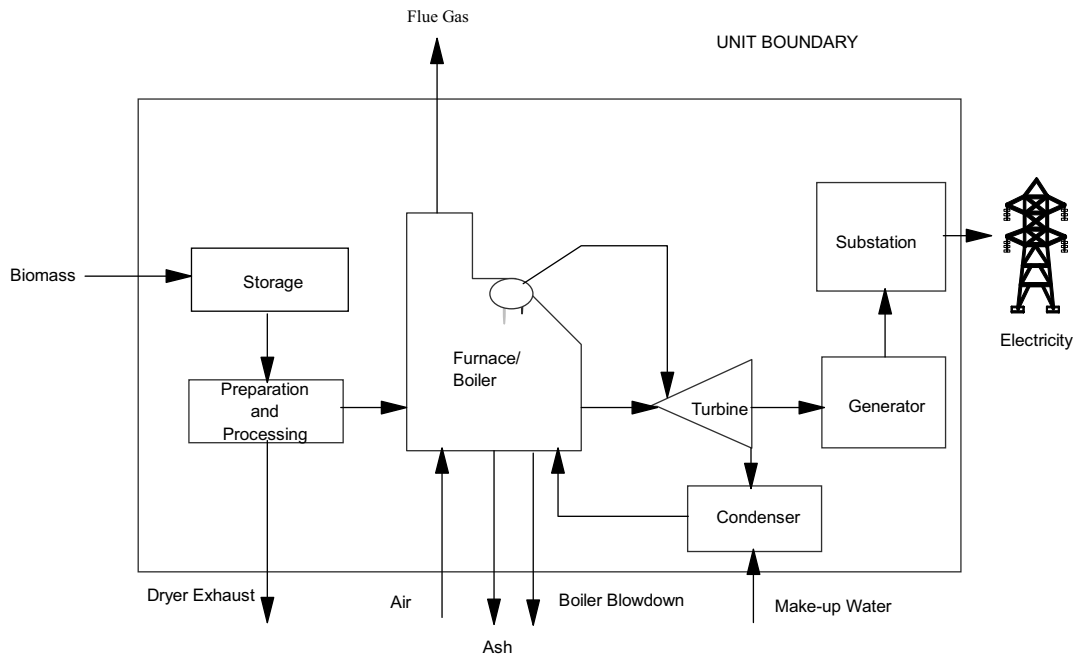 Flue Gas
UNIT BOUNDARY
Biomass
Storage
Substation
Electricity
Furnace/
Boiler
Preparation
and
Processing
Turbine
Generator
Condenser
Dryer Exhaust
Air
Ash
Boiler Blowdown
Make-up Water